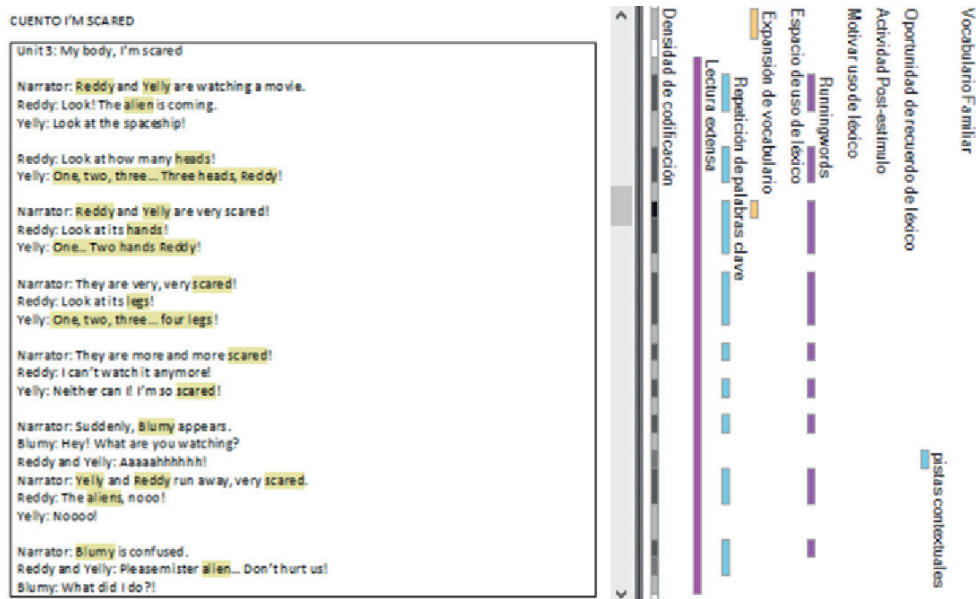 CUENTO I'M SCARED
Unit 3: My body, I'm scared
Narrator: Reddy and Yelly are watching a movie.
Reddy: Look! The alien is coming.
Yelly: Look at the spaceship!
Reddy: Look at how many heads!
Yelly: One, two, three... Three heads, Reddy!
Narrator: Reddy and Yelly are very scared!
Reddy: Look at its hands!
Yelly: One... Two hands Reddy!
Narrator: They are very, very scared!
Reddy: Look at its legs!
Yelly: One, two, three... four legs!
Narrator: They are more and more scared!
Reddy: I can't watch it anymore!
Yelly: Neither can I! I'm so scared!
Narrator: Suddenly, Blumy appears.
Blumy: Hey! What are you watching?
Reddy and Yelly: Aaaaahhhhhh!
Narrator: Yelly and Reddy run away, very scared.
Reddy: The aliens, nooo!
Yelly: Noooo!
Narrator: Blumy is confused.
Reddy and Yelly: Please mister alien... Don't hurt us!
Blumy: What did I do?!
Densidad de codificación
Lectura extensa
Repetición de palabras clave
Expansión de vocabulario
Espacio de uso de léxico
Runningwords
Motivar uso de léxico
Actividad Post-estímulo
Oportunidad de recuerdo de léxico
pistas contextuales
Vocabulario Familiar